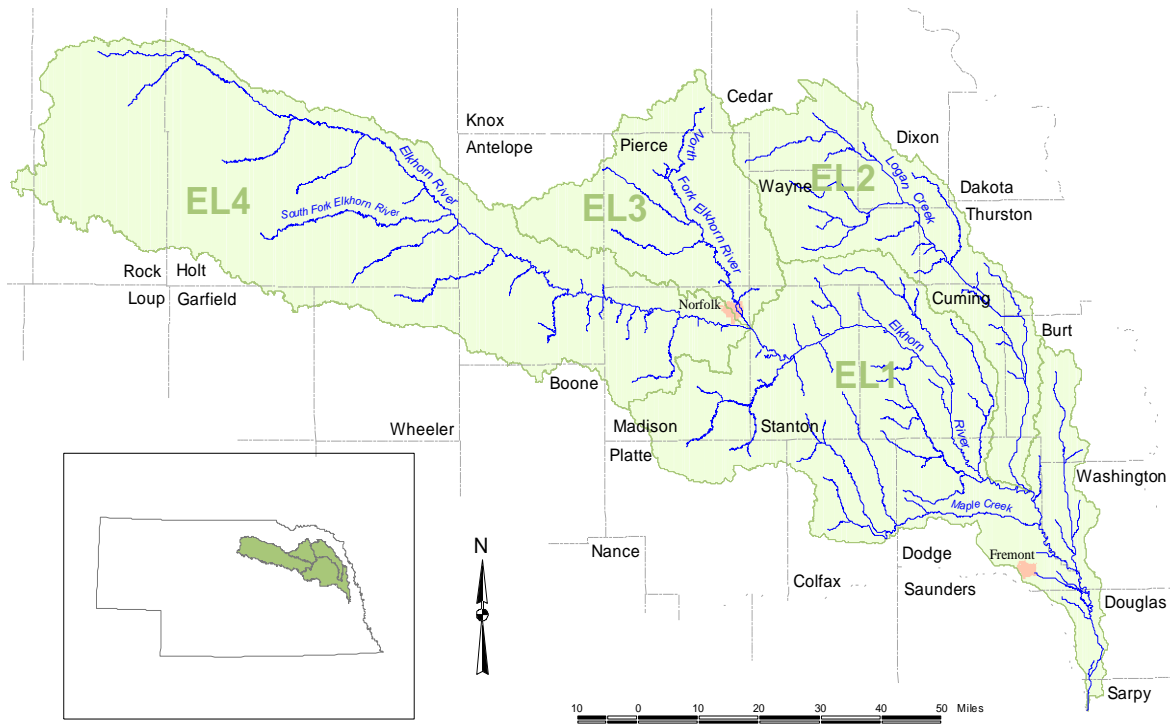 Cedar
Knox
Antelope
Pierce
Dixon
North
Fork Elkhorn River
Elkhorn River
Logan Creek
Wayne
EL2
Dakota
Thurston
EL4
South Fork Elkhorn River
EL3
Rock
Holt
Loup
Garfield
Norfolk
Cuming
Burt
Elkhorn
River
EL1
Boone
Wheeler
Madison
Platte
Stanton
Washington
Maple Creek
N
Nance
Dodge
Fremont
Colfax
Saunders
Douglas
Sarpy
10 0 10 20 30 40 50 Miles